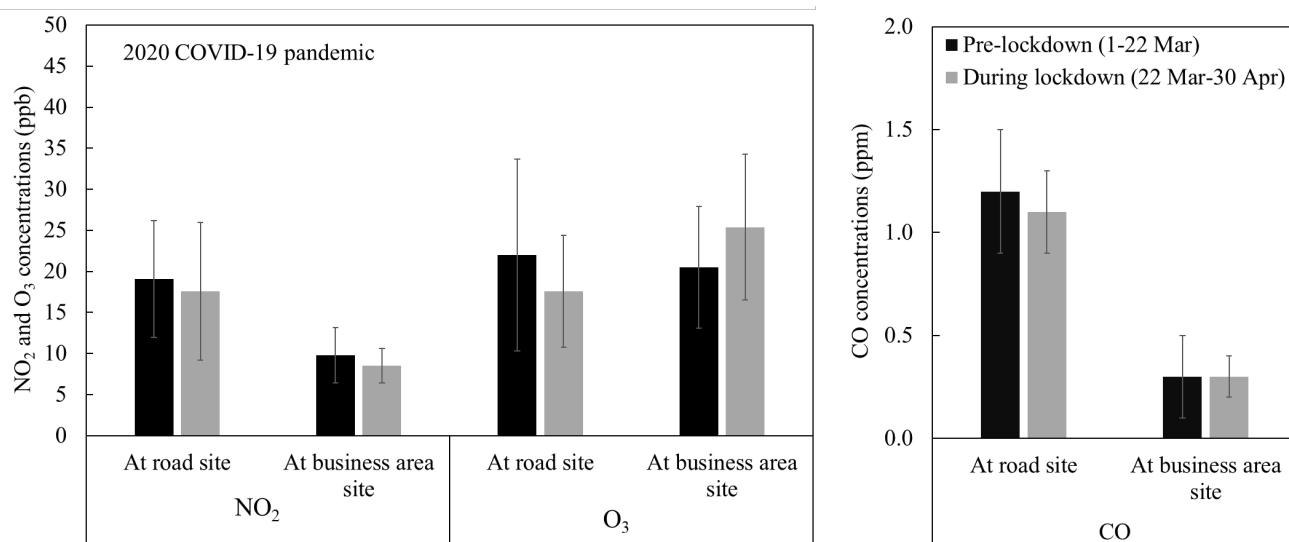 50
45
40
35
30
25
20
15
10
5
0
NO₂ and O₃ concentrations (ppb)
2020 COVID-19 pandemic
At road site
At business area
site
At road site
At business area
site
NO₂
O₃
2.0
1.5
1.0
0.5
0.0
CO concentrations (ppm)
Pre-lockdown (1-22 Mar)
During lockdown (22 Mar-30 Apr)
At road site
At business area
site
CO